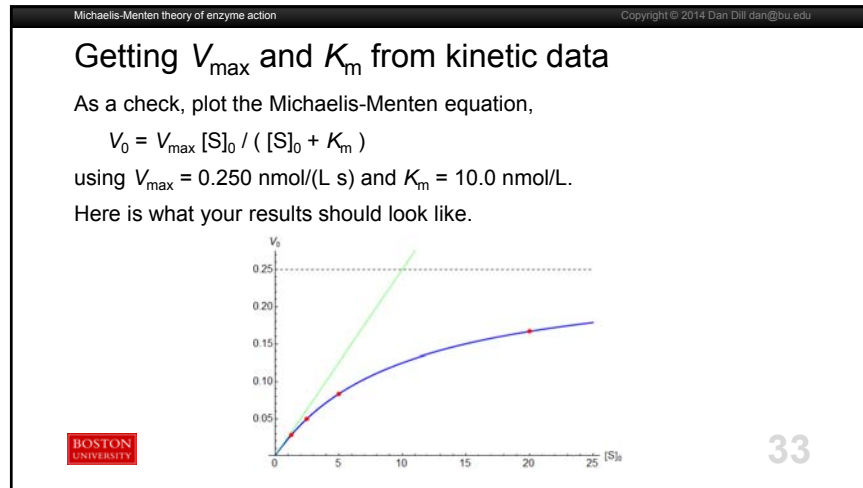 Michaelis-Menten theory of enzyme action
Copyright © 2014 Dan Dill dan@bu.edu
Getting Vmax and Km from kinetic data
As a check, plot the Michaelis-Menten equation,
V0 = Vmax [S]0 / ( [S]0 + Km )
using Vmax = 0.250 nmol/(L s) and Km = 10.0 nmol/L.
Here is what your results should look like.
V0
0.25
0.20
0.15
0.10
0.05
0 5 10 15 20 25 [S]0
BOSTON
UNIVERSITY
33